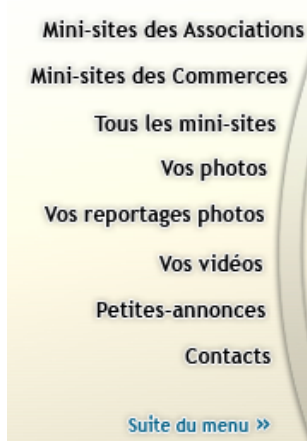 Mini-sites des Associations
Mini-sites des Commerces
Tous les mini-sites
Vos photos
Vos reportages photos
Vos vidéos
Petites-annonces
Contacts
Suite du menu »